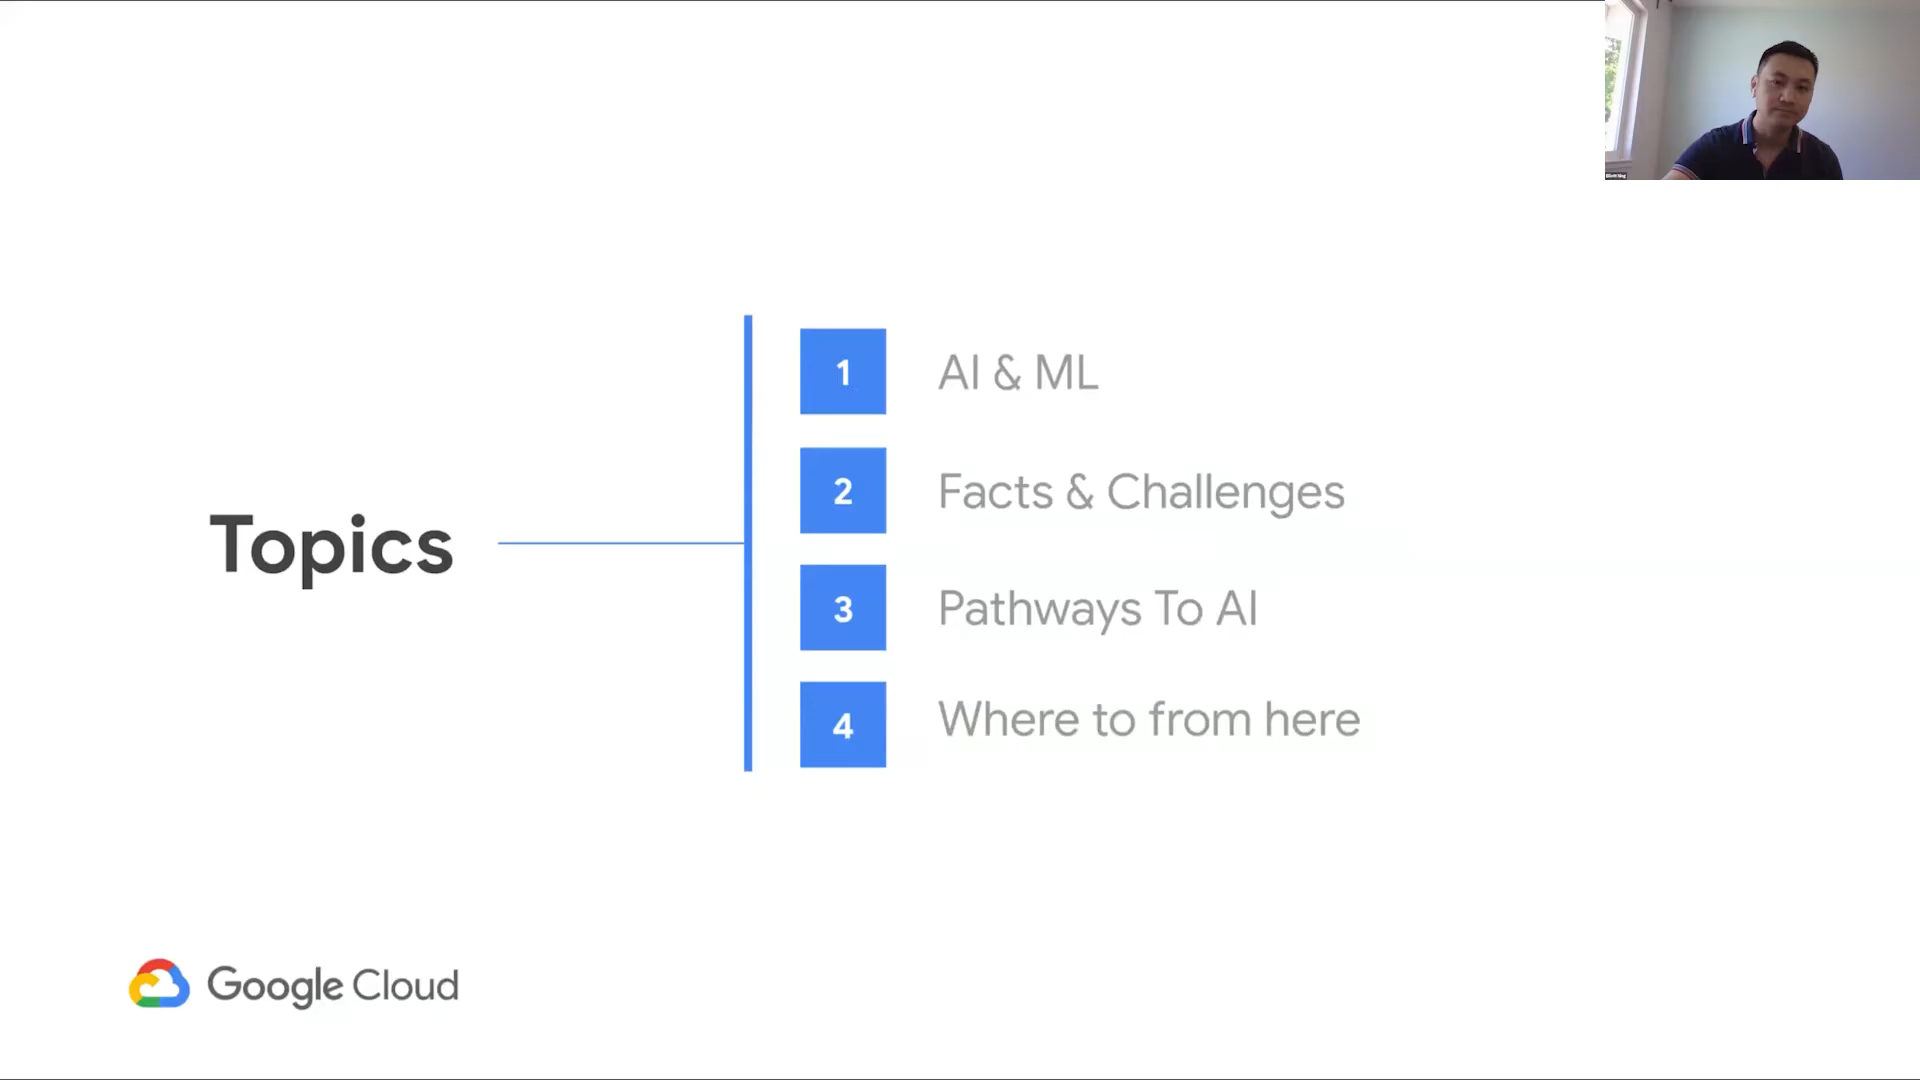 Topics
1
AI & ML
2
Facts & Challenges
3
Pathways To AI
4
Where to from here
Google Cloud